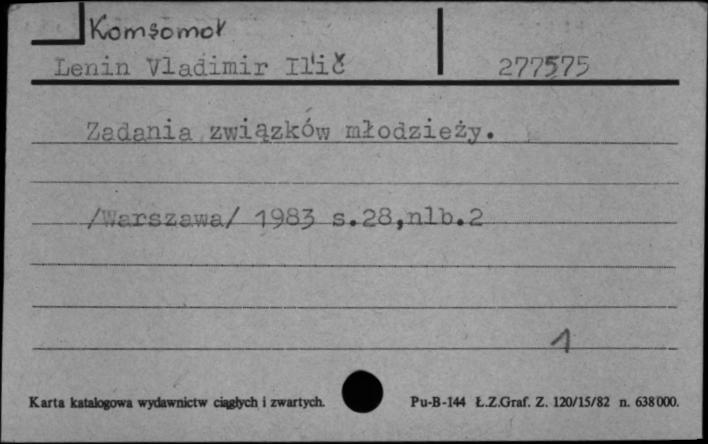 Komsomoł
Lenin Vladimir Il'ič 277575
Zadania związków młodzieży.
/Warszawa/ 1983 s.28,nlb.2
1
Karta katalogowa wydawnictw ciągłych i zwartych. Pu-B-144 Ł.Z.Graf. Z. 120/15/82 n. 638000.